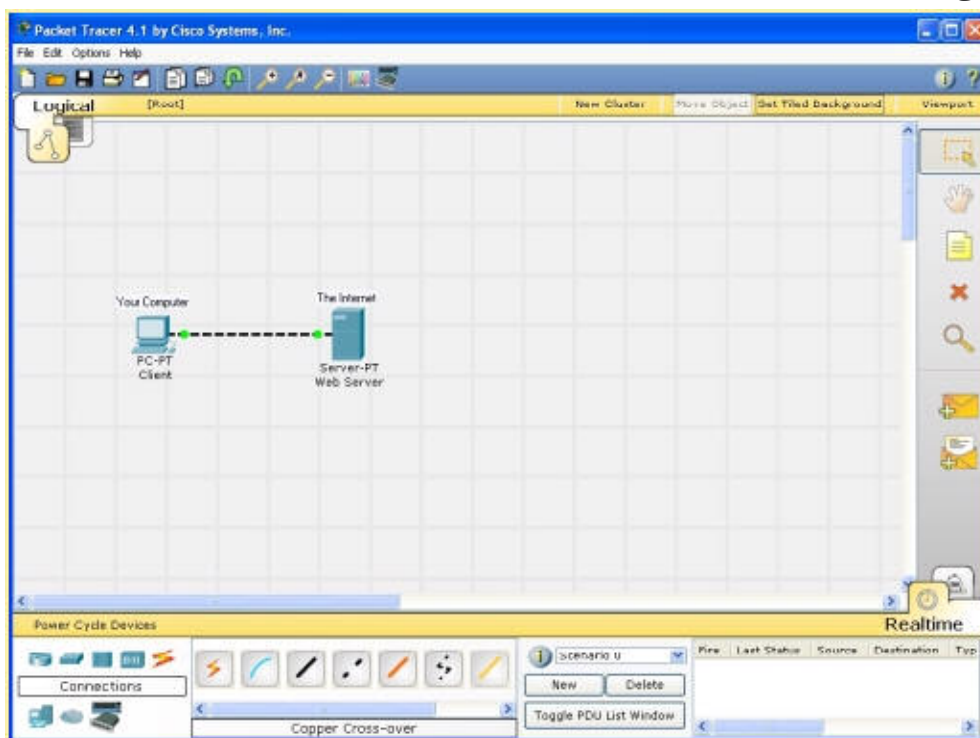 Packet Tracer 4.1 by Cisco Systems, Inc.
File Edit Options Help
Logical [Root] New Cluster Move Object Set Tiled Background Viewport
Your Computer
The Internet
PC-PT
Client
Server-PT
Web Server
Power Cycle Devices
Realtime
Scenario 0
Fire Last Status Source Destination Typ
Connections
New Delete
Toggle PDU List Window
Copper Cross-over